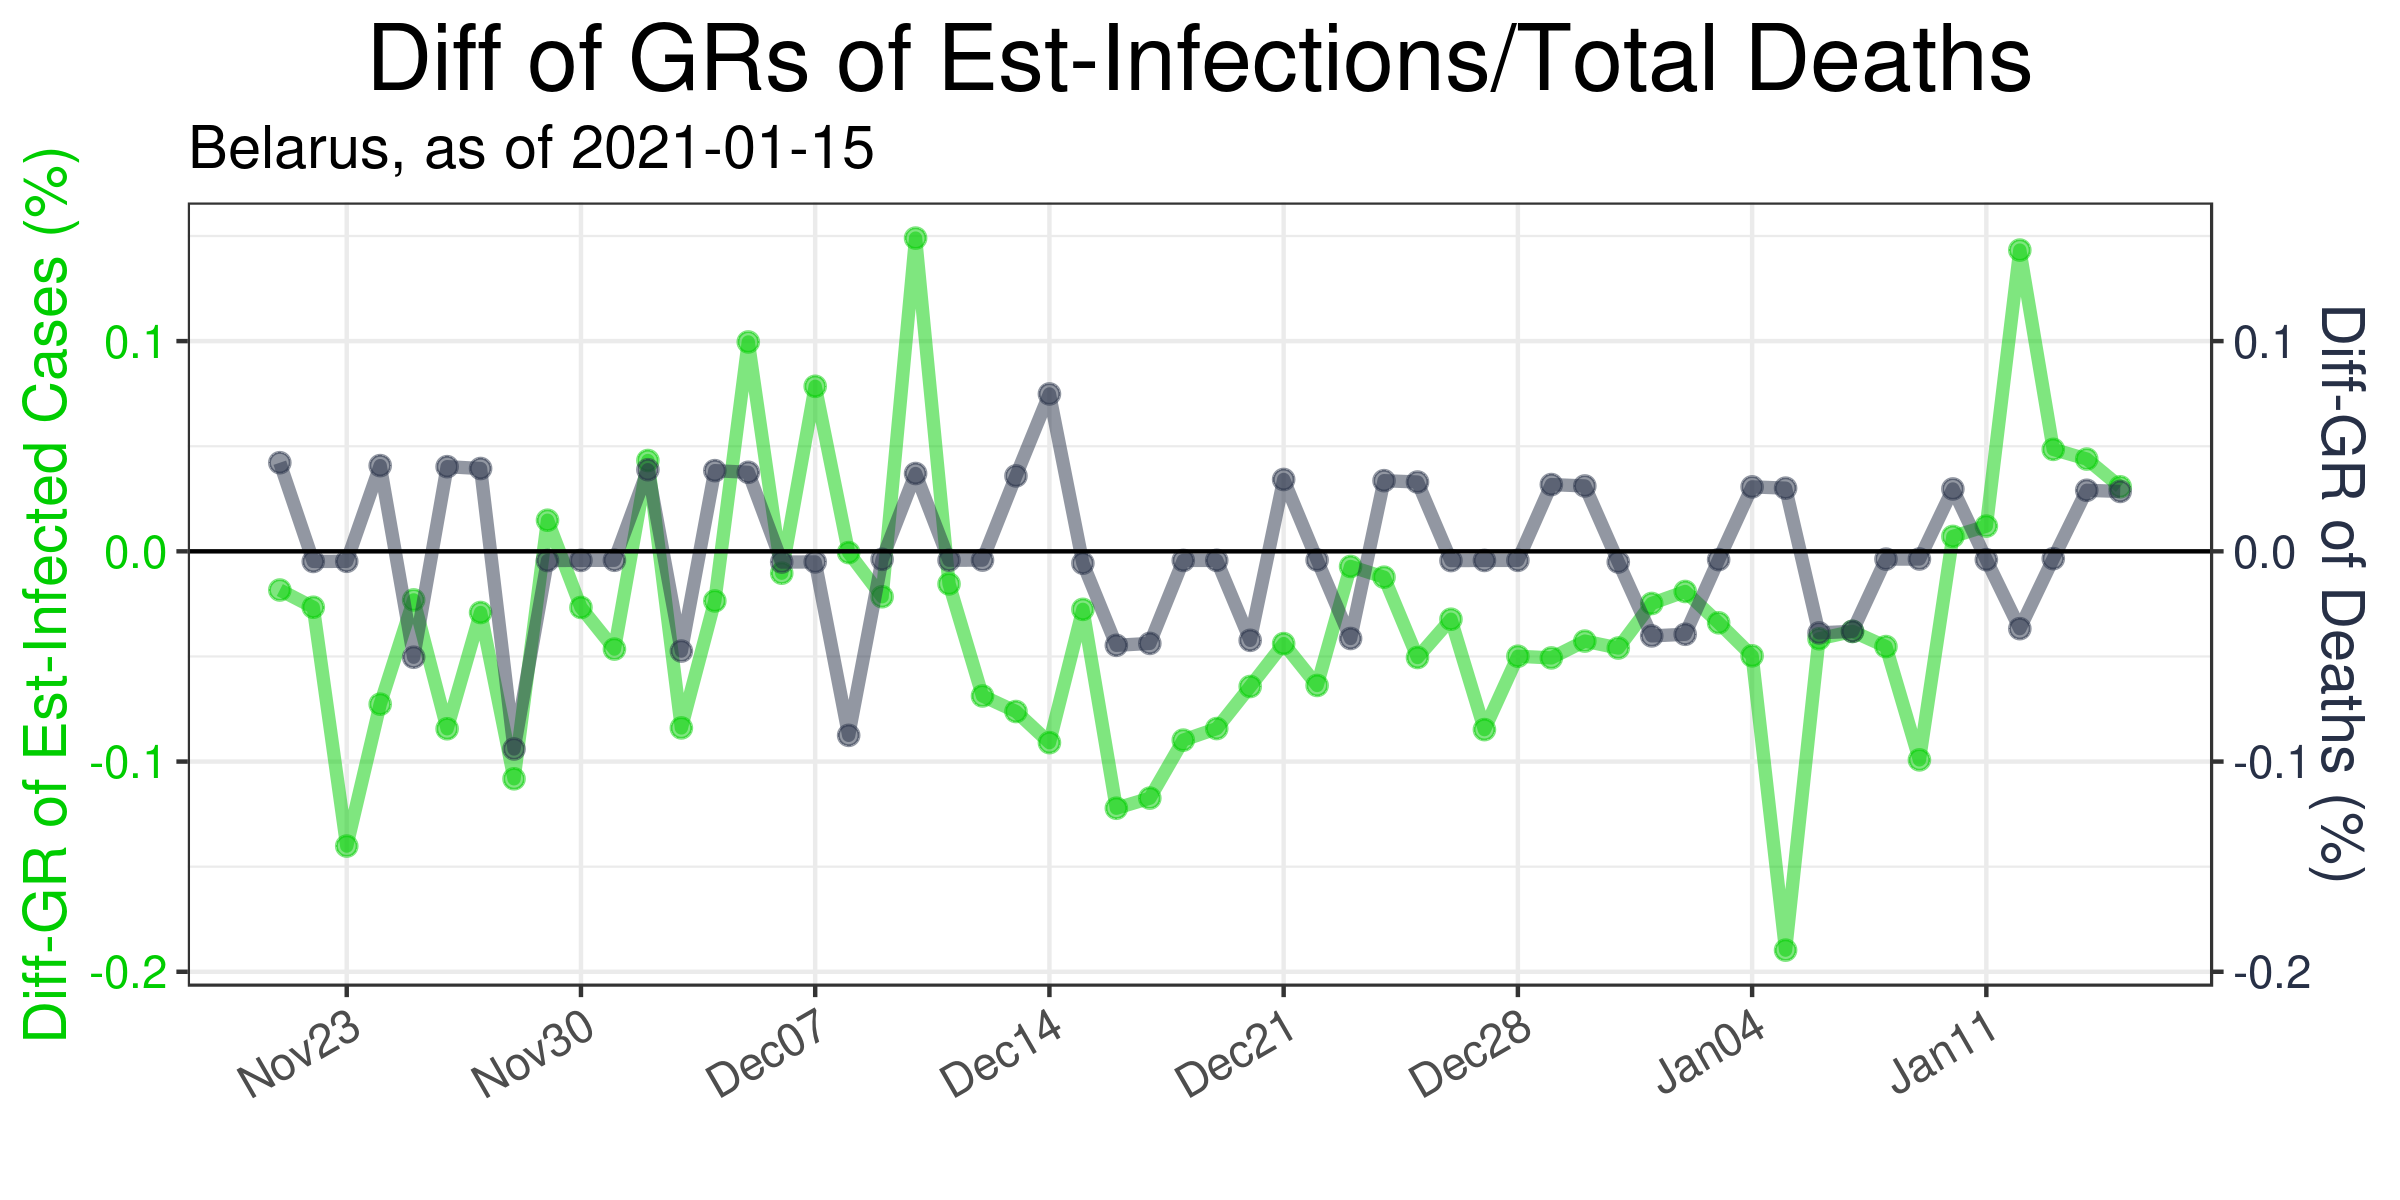 Diff of GRs of Est-Infections/Total Deaths
Belarus, as of 2021-01-15
Diff-GR of Est-Infected Cases (%)
0.1
0.0
-0.1
-0.2
0.1
0.0
-0.1
-0.2
Diff-GR of Deaths (%)
Nov23
Nov30
Dec07
Dec14
Dec21
Dec28
Jan04
Jan11